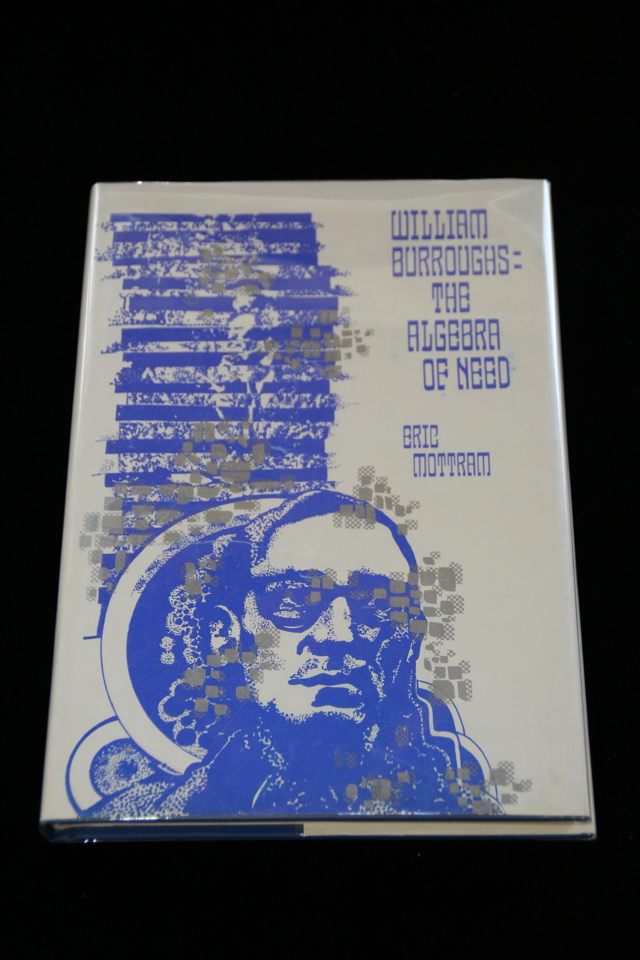 WILLIAM
BURROUGHS:
THE
ALGEBRA
OF NEED
ERIC
MOTTRAM